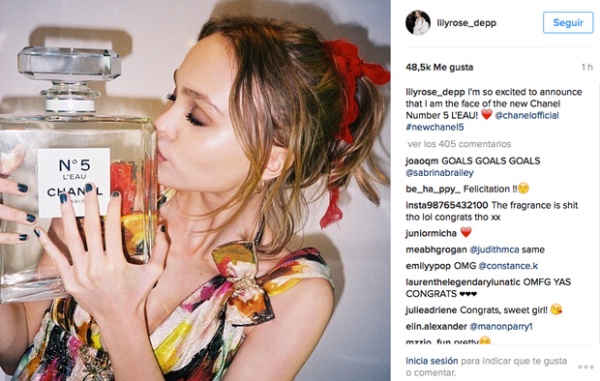 N°5
L'EAU
CHANEL
PARIS
lilyrose_depp
Seguir
48,5k Me gusta
1 h
lilyrose_depp I'm so excited to announce
that I am the face of the new Chanel
Number 5 L'EAU! ❤️ @chanelofficial
#newchanel5
ver los 405 comentarios
joaoqm GOALS GOALS GOALS
@sabrinabrailey
be_ha_ppy_ Felicitation !!😚
insta98765432100 The fragrance is shit
tho lol congrats tho xx
juniormicha ❤️
meabhgrogan @judithmca same
emilyypop OMG @constance.k
laurenthelegendarylunatic OMFG YAS
CONGRATS ❤❤❤
julieadriene Congrats, sweet girl! 😘
elin.alexander @manonparry1
mzzio_fun pretty😚
Inicia sesión para indicar que te gusta
o comentar.